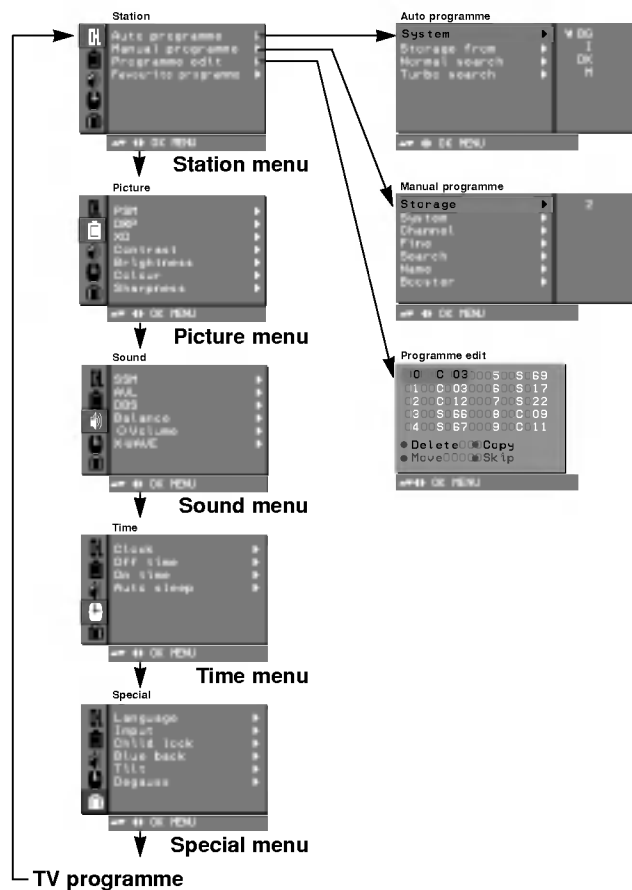 Station
Auto programme
Manual programme
Programme edit
Favourite programme
OK MENU
Station menu
Picture
PSM
DRP
XD
Contrast
Brightness
Colour
Sharpness
OK MENU
Picture menu
Sound
SSM
AVL
DBS
Balance
Volume
X-WAVE
OK MENU
Sound menu
Time
Clock
Off time
On time
Auto sleep
OK MENU
Time menu
Special
Language
Input
Child lock
Blue back
Tilt
Degauss
OK MENU
Special menu
TV programme
Auto programme
System BG
Storage from I
Normal search DK
Turbo search M
OK MENU
Manual programme
Storage 2
System
Channel
Fine
Search
Name
Booster
OK MENU
Programme edit
0 C 03 5 S 69
1 C 03 6 S 17
2 C 12 7 S 22
3 S 66 8 C 09
4 S 67 9 C 11
Delete Copy
Move Skip
OK MENU